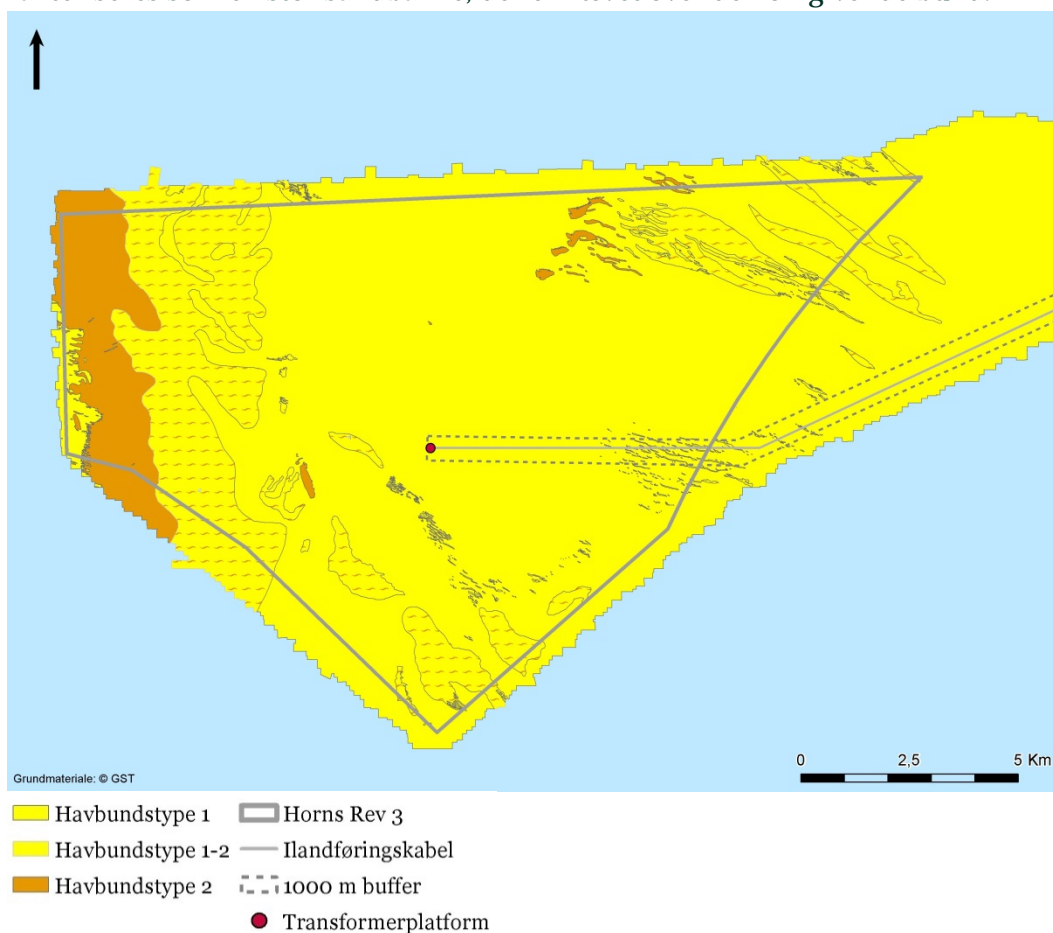 Grundmateriale: © GST
0 2,5 5 Km
Havbundstype 1
Havbundstype 1-2
Havbundstype 2
Horns Rev 3
Ilandføringskabel
1000 m buffer
Transformerplatform